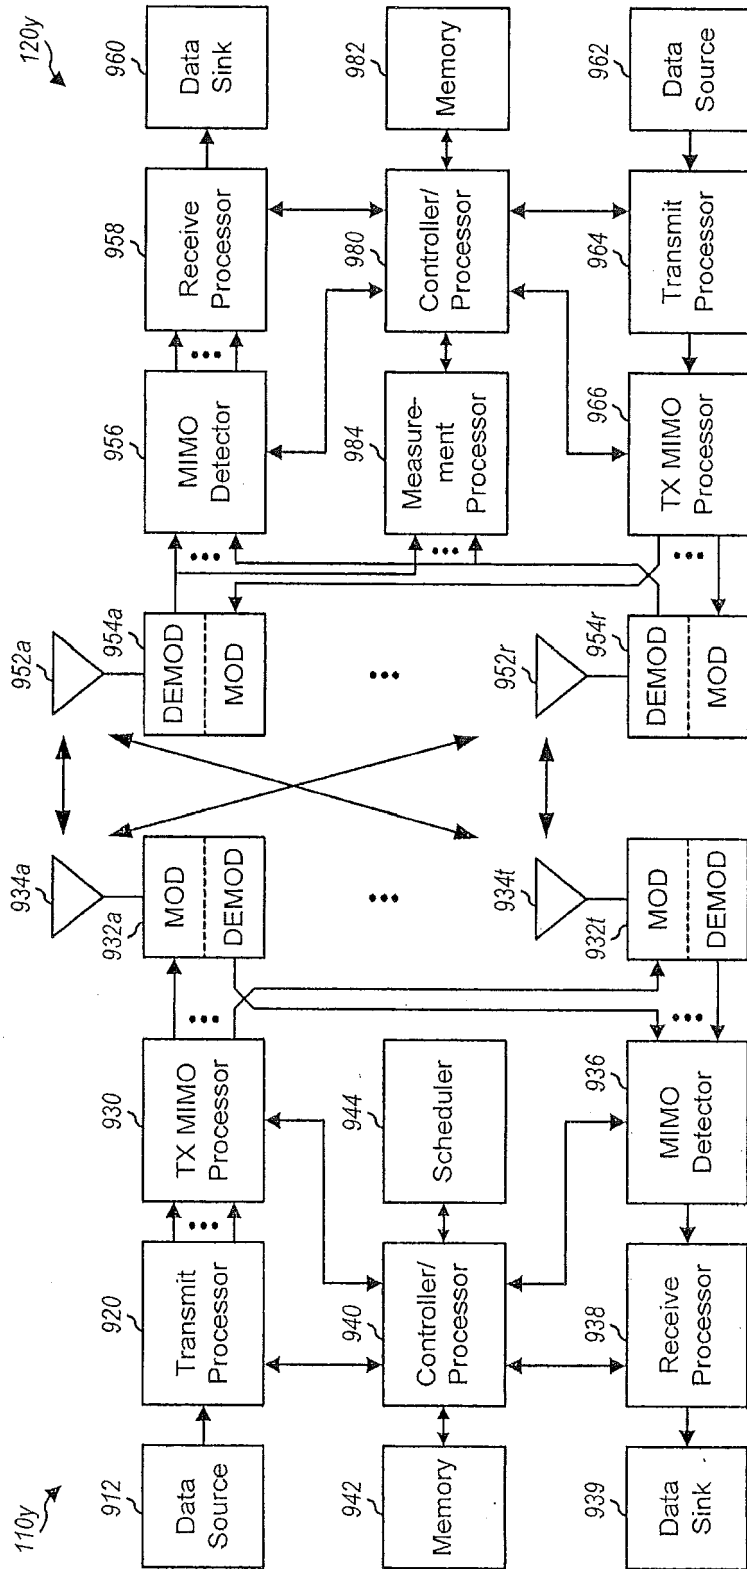 110y
120y
912
Data
Source
920
Transmit
Processor
930
TX MIMO
Processor
932a
MOD
DEMOD
934a
952a
954a
DEMOD
MOD
956
MIMO
Detector
958
Receive
Processor
960
Data
Sink
942
Memory
940
Controller/
Processor
944
Scheduler
984
Measure-
ment
Processor
980
Controller/
Processor
982
Memory
939
Data
Sink
938
Receive
Processor
936
MIMO
Detector
932t
MOD
DEMOD
934t
952r
954r
DEMOD
MOD
966
TX MIMO
Processor
964
Transmit
Processor
962
Data
Source